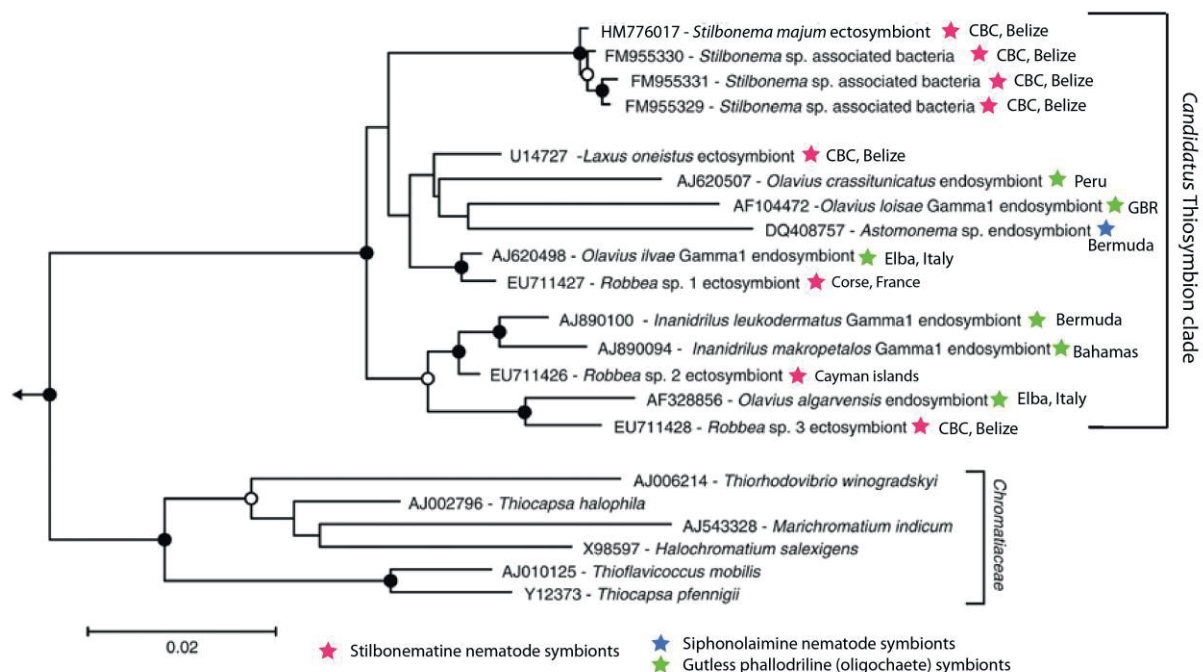 HM776017 - Stilbonema majum ectosymbiont CBC, Belize
FM955330 - Stilbonema sp. associated bacteria CBC, Belize
FM955331 - Stilbonema sp. associated bacteria CBC, Belize
FM955329 - Stilbonema sp. associated bacteria CBC, Belize
U14727 -Laxus oneistus ectosymbiont CBC, Belize
AJ620507 - Olavius crassitunicatus endosymbiont Peru
AF104472 -Olavius loisae Gamma1 endosymbiont GBR
DQ408757 - Astomonema sp. endosymbiont
Bermuda
AJ620498 - Olavius ilvae Gamma1 endosymbiont Elba, Italy
EU711427 - Robbea sp. 1 ectosymbiont Corse, France
AJ890100 - Inanidrilus leukodermatus Gamma1 endosymbiont Bermuda
AJ890094 - Inanidrilus makropetalos Gamma1 endosymbiont Bahamas
EU711426 - Robbea sp. 2 ectosymbiont Cayman islands
AF328856 - Olavius algarvensis endosymbiont Elba, Italy
EU711428 - Robbea sp. 3 ectosymbiont CBC, Belize
Candidatus Thiosymbion clade
AJ006214 - Thiorhodovibrio winogradskyi
AJ002796 - Thiocapsa halophila
AJ543328 - Marichromatium indicum
X98597 - Halochromatium salexigens
AJ010125 - Thioflavicoccus mobilis
Y12373 - Thiocapsa pfennigii
Chromatiaceae
0.02
Stilbonematine nematode symbionts
Siphonolaimine nematode symbionts
Gutless phallodriline (oligochaete) symbionts